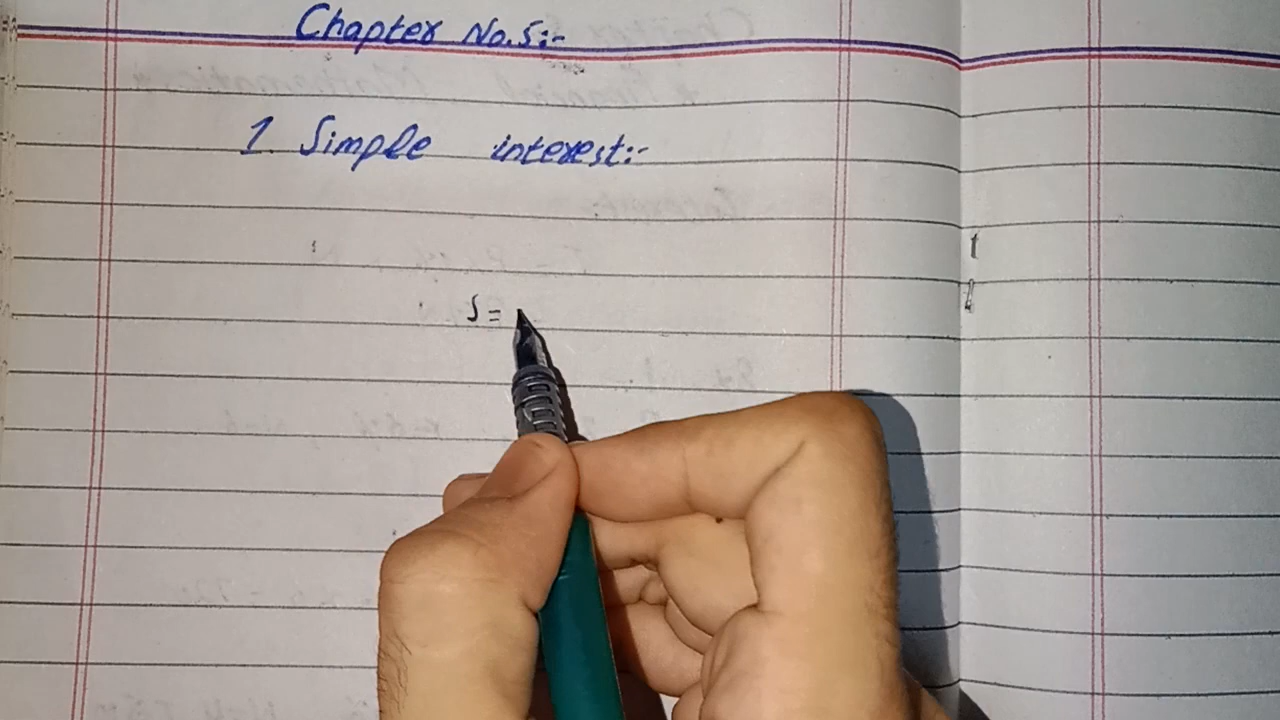 Chapter No.5:-
1. Simple interest:-
S =